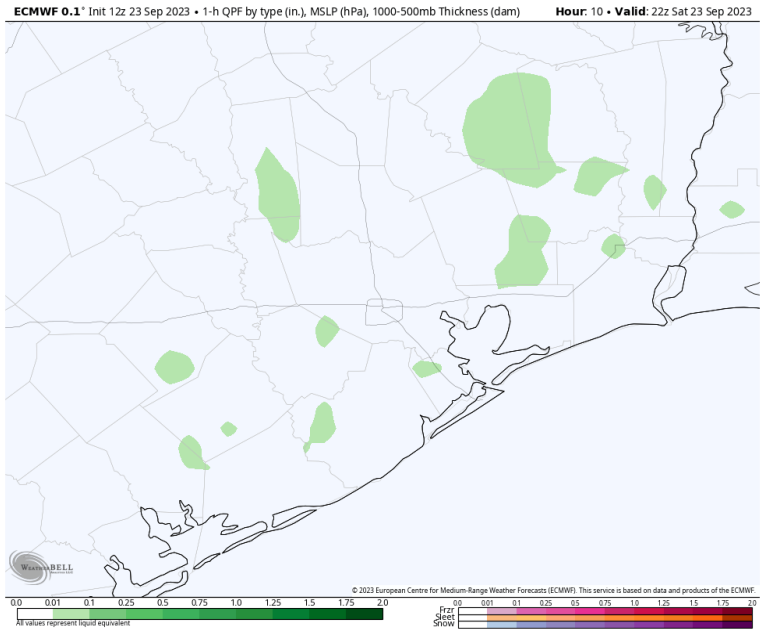 ECMWF 0.1° Init 12z 23 Sep 2023 • 1-h QPF by type (in.), MSLP (hPa), 1000-500mb Thickness (dam) Hour: 10 • Valid: 22z Sat 23 Sep 2023
WEATHERBELL
© 2023 European Centre for Medium-Range Weather Forecasts (ECMWF). This service is based on data and products of the ECMWF.
0.0 0.01 0.1 0.25 0.5 0.75 1.0 1.25 1.5 1.75 2.0
0.0 0.01 0.1 0.25 0.5 0.75 1.0 1.25 1.5 1.75 2.0
Frzr
Sleet
Snow
All values represent liquid equivalent